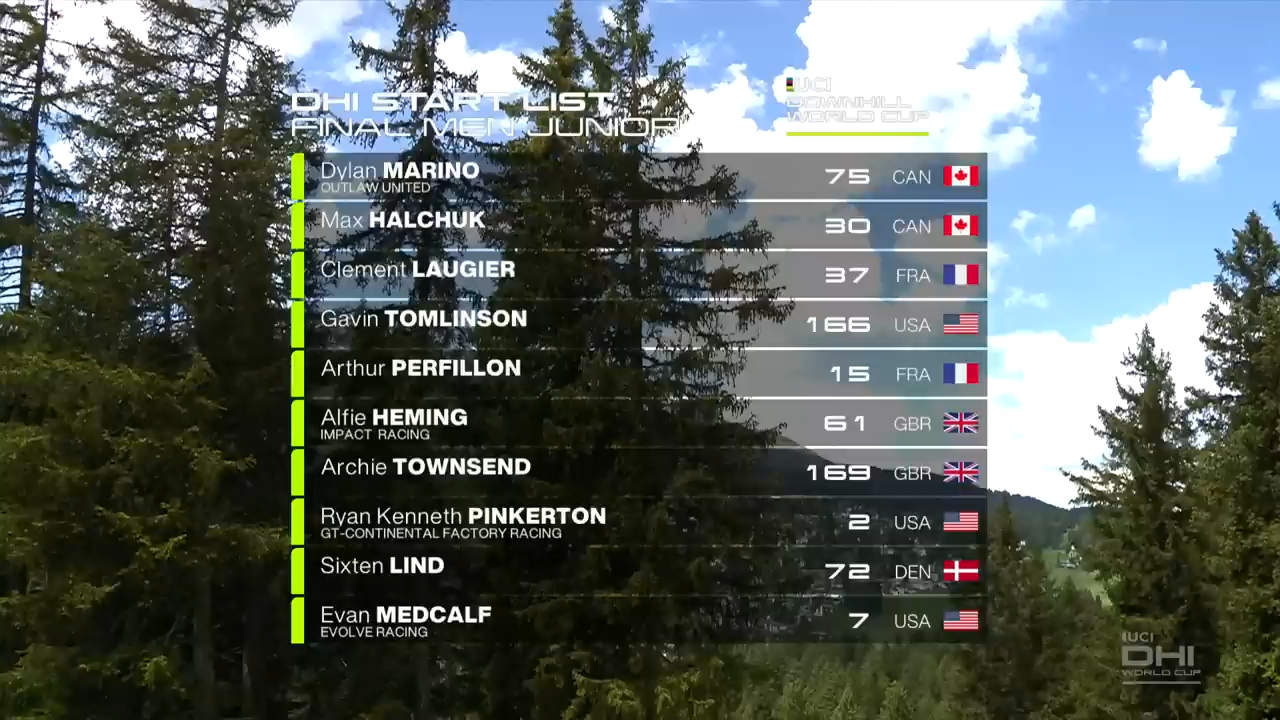 DHI START LIST
FINAL MEN JUNIOR
UCI
DOWNHILL
WORLD CUP
Dylan MARINO 75 CAN
OUTLAW UNITED
Max HALCHUK 30 CAN
Clement LAUGIER 37 FRA
Gavin TOMLINSON 166 USA
Arthur PERFILLON 15 FRA
Alfie HEMING 61 GBR
IMPACT RACING
Archie TOWNSEND 169 GBR
Ryan Kenneth PINKERTON 2 USA
GT-CONTINENTAL FACTORY RACING
Sixten LIND 72 DEN
Evan MEDCALF 7 USA
EVOLVE RACING
UCI
DHI
WORLD CUP